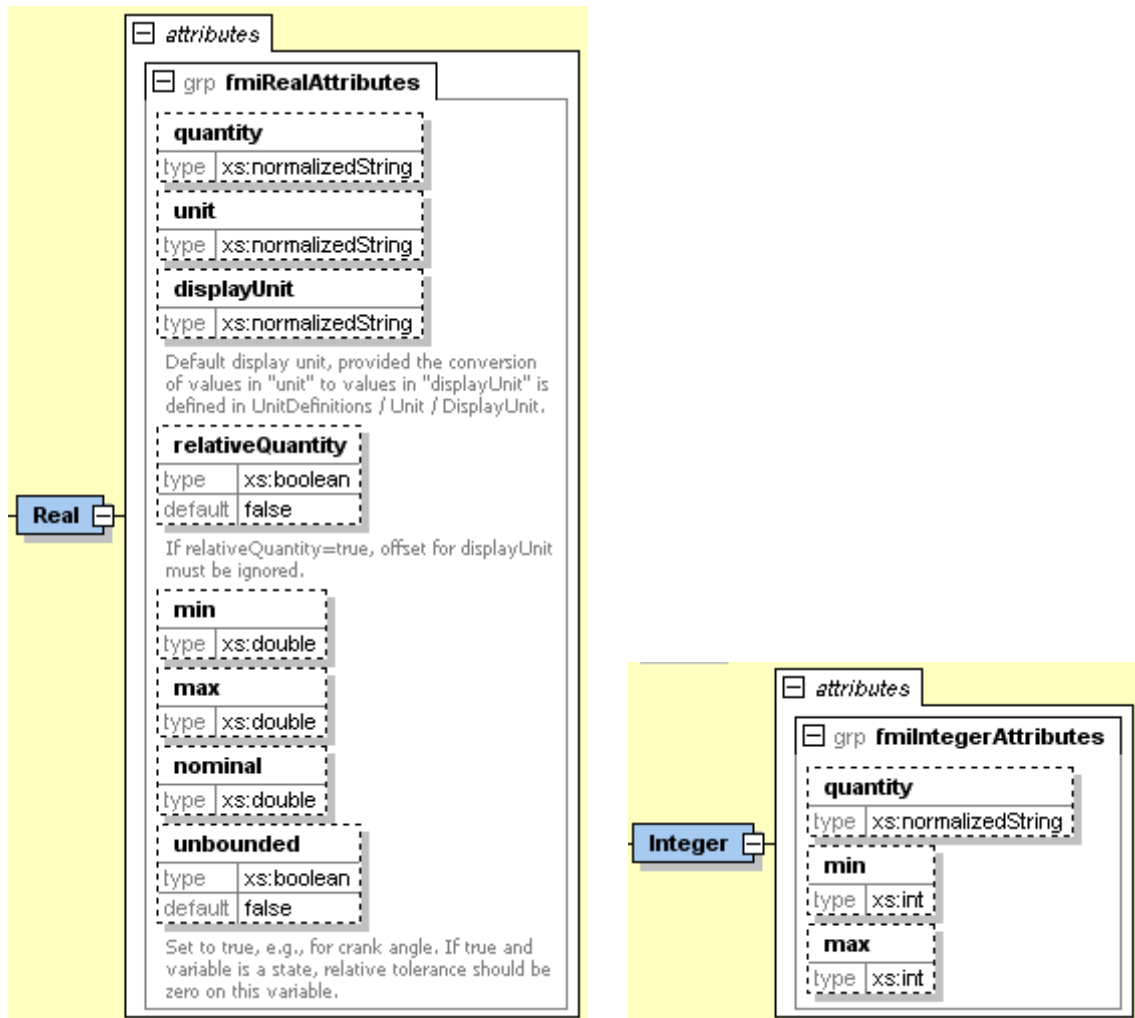 attributes
grp fmiRealAttributes
quantity
type xs:normalizedString
unit
type xs:normalizedString
displayUnit
type xs:normalizedString
Default display unit, provided the conversion
of values in "unit" to values in "displayUnit" is
defined in UnitDefinitions / Unit / DisplayUnit.
relativeQuantity
type xs:boolean
default false
Real
If relativeQuantity=true, offset for displayUnit
must be ignored.
min
type xs:double
max
type xs:double
nominal
type xs:double
unbounded
type xs:boolean
default false
Set to true, e.g., for crank angle. If true and
variable is a state, relative tolerance should be
zero on this variable.
attributes
grp fmiIntegerAttributes
quantity
type xs:normalizedString
Integer
min
type xs:int
max
type xs:int